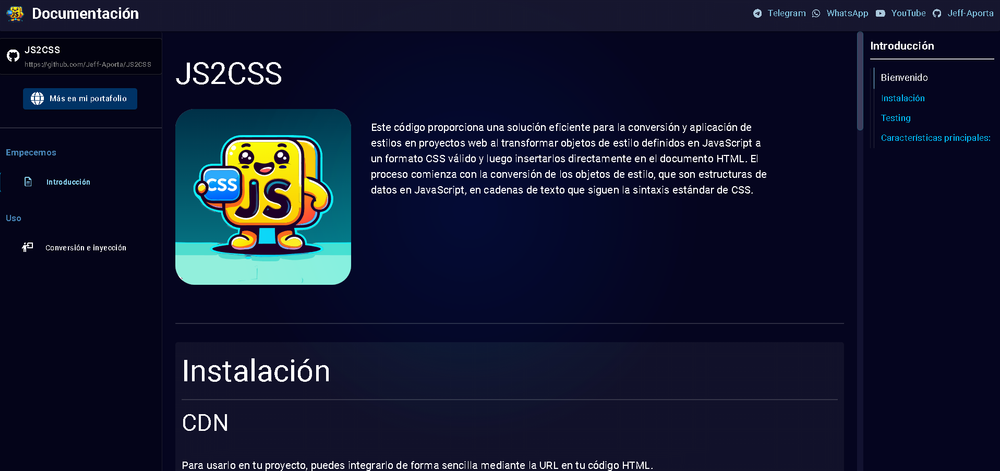 Documentación
Telegram WhatsApp YouTube Jeff-Aporta
JS2CSS
https://github.com/Jeff-Aporta/JS2CSS
Más en mi portafolio
Empecemos
Introducción
Uso
Conversión e inyección
JS2CSS
CSS
JS
Este código proporciona una solución eficiente para la conversión y aplicación de
estilos en proyectos web al transformar objetos de estilo definidos en JavaScript a
un formato CSS válido y luego insertarlos directamente en el documento HTML. El
proceso comienza con la conversión de los objetos de estilo, que son estructuras de
datos en JavaScript, en cadenas de texto que siguen la sintaxis estándar de CSS.
Instalación
CDN
Para usarlo en tu proyecto, puedes integrarlo de forma sencilla mediante la URL en tu código HTML.
Introducción
Bienvenido
Instalación
Testing
Características principales: